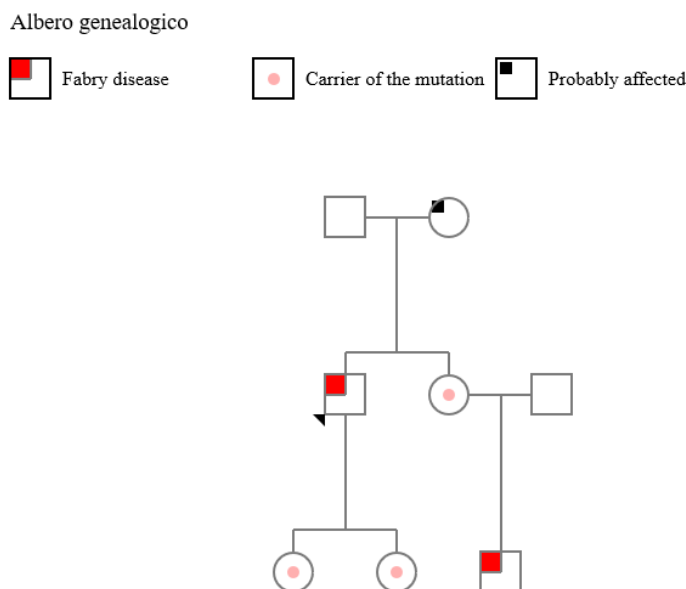 Albero genealogico
Fabry disease
Carrier of the mutation
Probably affected